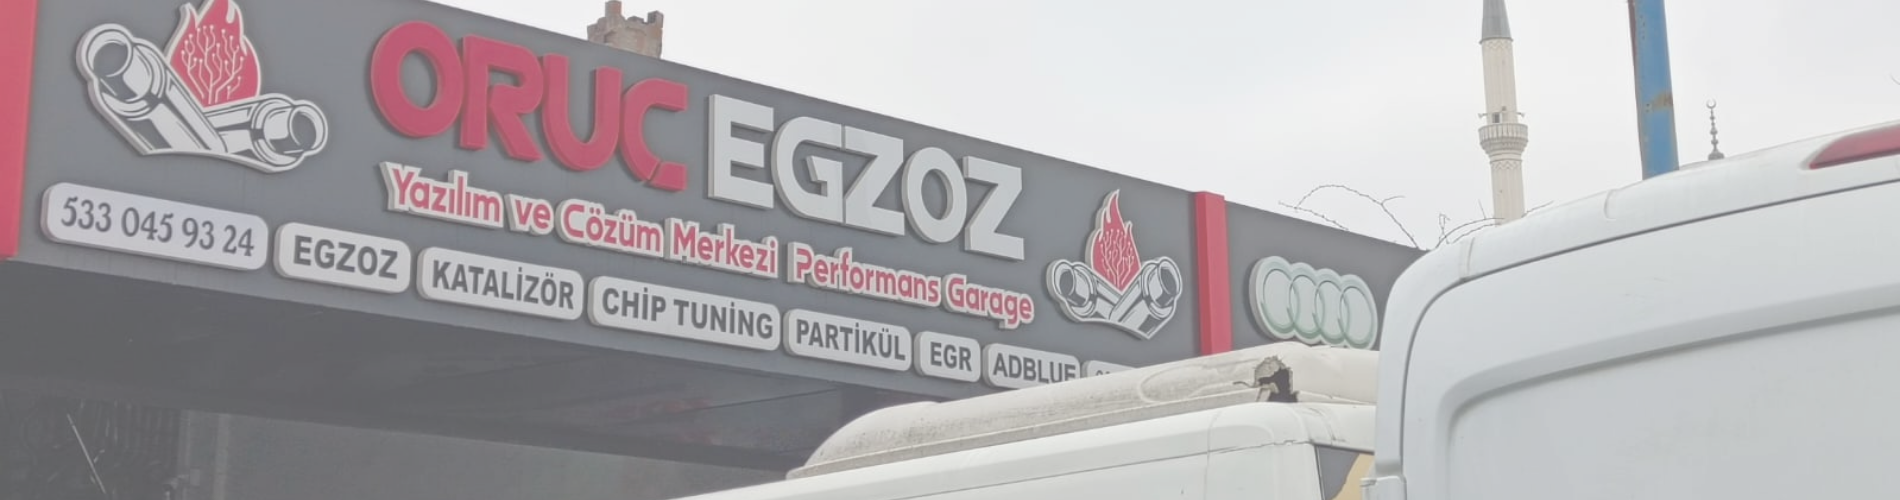 ORUÇ EGZOZ
Yazılım ve Cözüm Merkezi Performans Garage
533 045 93 24 EGZOZ KATALİZÖR CHİP TUNİNG PARTİKÜL EGR ADBLUE